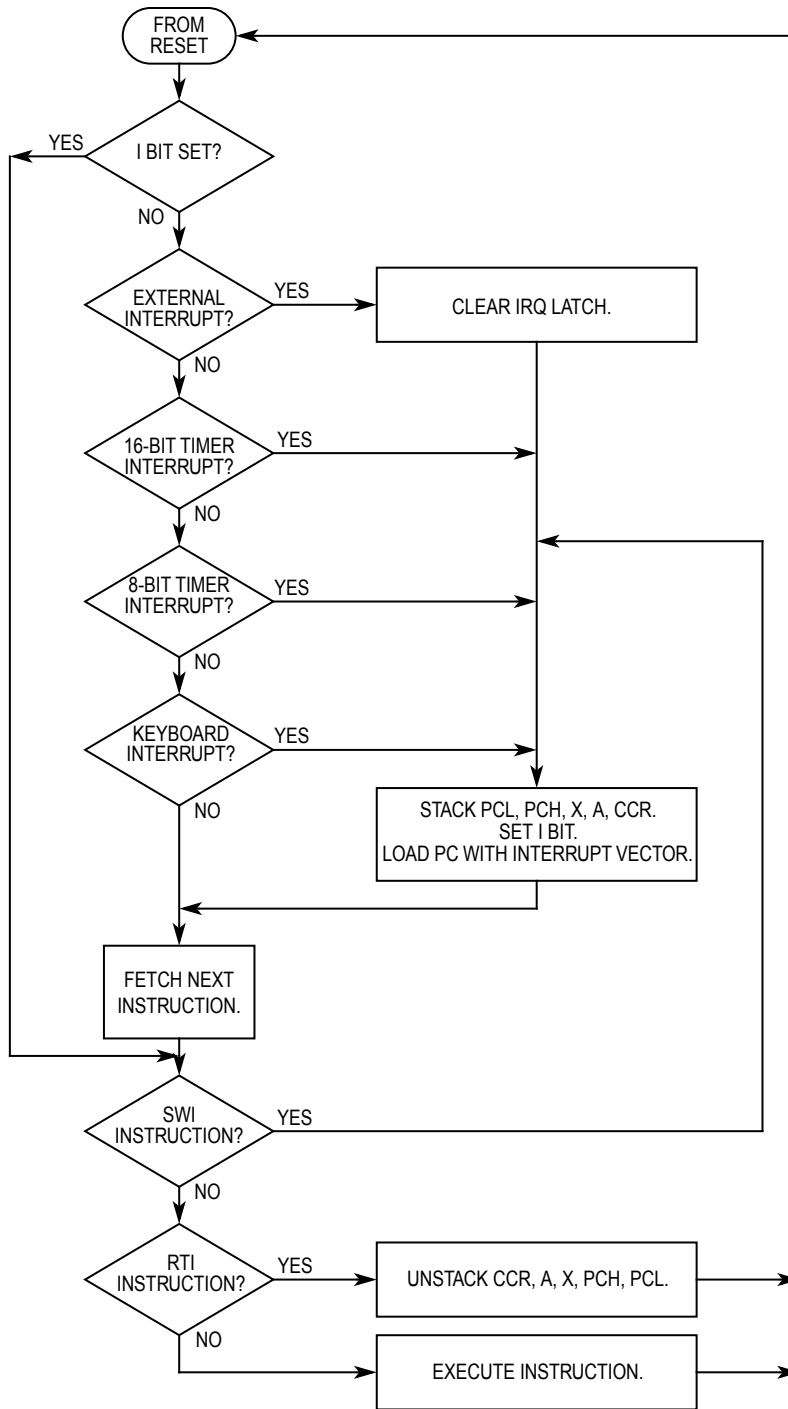 FROM
RESET
YES
I BIT SET?
NO
EXTERNAL
INTERRUPT?
YES
CLEAR IRQ LATCH.
NO
16-BIT TIMER
INTERRUPT?
YES
NO
8-BIT TIMER
INTERRUPT?
YES
NO
KEYBOARD
INTERRUPT?
YES
NO
STACK PCL, PCH, X, A, CCR.
SET I BIT.
LOAD PC WITH INTERRUPT VECTOR.
FETCH NEXT
INSTRUCTION.
SWI
INSTRUCTION?
YES
NO
RTI
INSTRUCTION?
YES
UNSTACK CCR, A, X, PCH, PCL.
NO
EXECUTE INSTRUCTION.